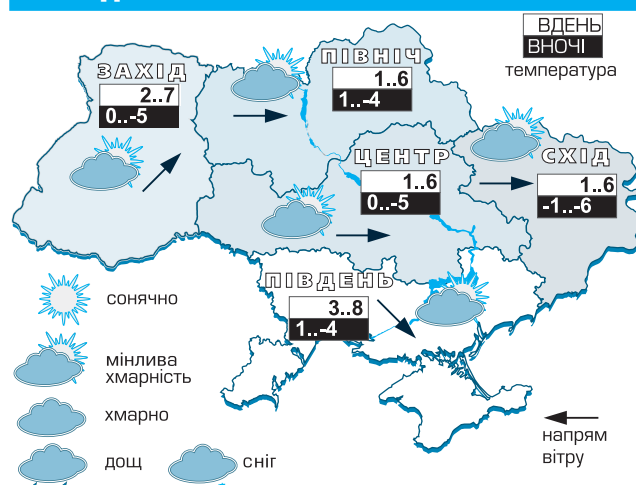 ВДЕНЬ
ВНОЧІ
температура
ПІВНІЧ
1..6
1..-4
ЗАХІД
2..7
0..-5
ЦЕНТР
1..6
0..-5
СХІД
1..6
-1..-6
ПІВДЕНЬ
3..8
1..-4
сонячно
мінлива
хмарність
хмарно
дощ
сніг
напрям
вітру